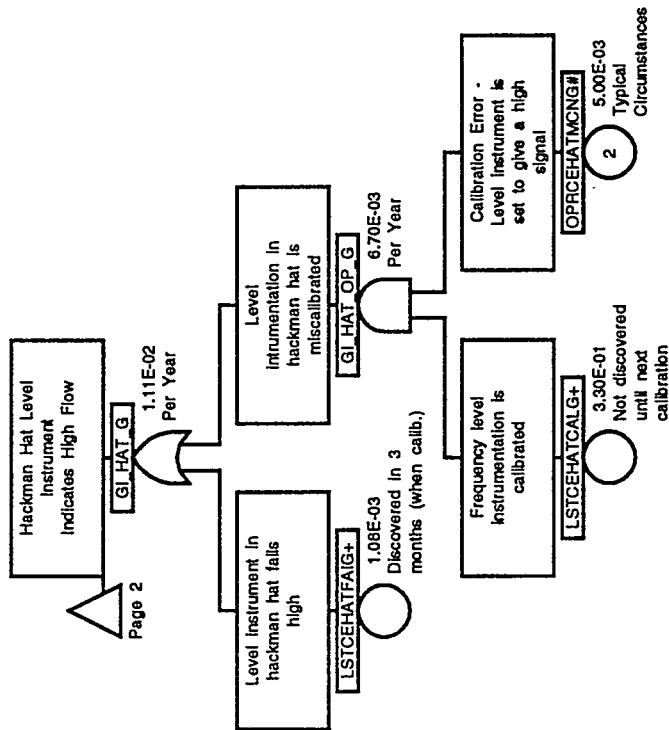 Hackman Hat Level
Instrument
Indicates High Flow
GI_HAT_G
Page 2
1.11E-02
Per Year
Level instrument in
hackman hat fails
high
LSTCEHATFAIG+
1.08E-03
Discovered in 3
months (when calib.)
Level
intrumentation in
hackman hat is
miscalibrated
GI_HAT_OP_G
6.70E-03
Per Year
Frequency level
instrumentation is
calibrated
LSTCEHATCALG+
3.30E-01
Not discovered
until next
calibration
Calibration Error -
Level instrument is
set to give a high
signal
OPRCEHATMCNG#
2
5.00E-03
Typical
Circumstances